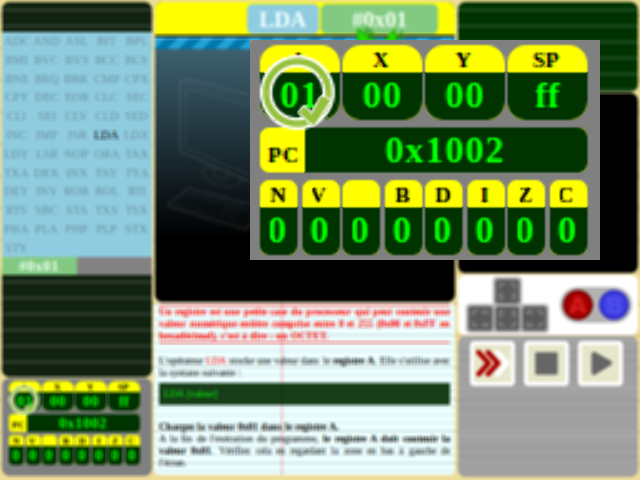 LDA #0x01
ADC AND ASL BIT BPL
BMI BVC BVS BCC BCS
BNE BEQ BRK CMP CPX
CPY DEC EOR CLC SEC
CLI SEI CLV CLD SED
INC JMP JSR LDA LDX
LDY LSR NOP ORA TAX
TXA DEX INX TAY TYA
DEY INY ROR ROL RTI
RTS SBC STA TXS TSX
PHA PLA PHP PLP STX
STY
#0x01
X Y SP
01 00 00 ff
PC 0x1002
N V B D I Z C
0 0 0 0 0 0 0 0
Un registre est une petite case du processeur qui peut contenir une
valeur numérique entière comprise entre 0 et 255 (0x00 et 0xFF en
hexadécimal), c'est à dire : un OCTET.
L'opérateur LDA stocke une valeur dans le registre A. Elle s'utilise avec
la syntaxe suivante :
LDA [valeur]
Charges la valeur 0x01 dans le registre A.
A la fin de l'exécution du programme, le registre A doit contenir la
valeur 0x01. Vérifiez cela en regardant la zone en bas à gauche de
l'écran.
A B
X Y SP
01 00 00 ff
PC 0x1002
N V B D I Z C
0 0 0 0 0 0 0 0